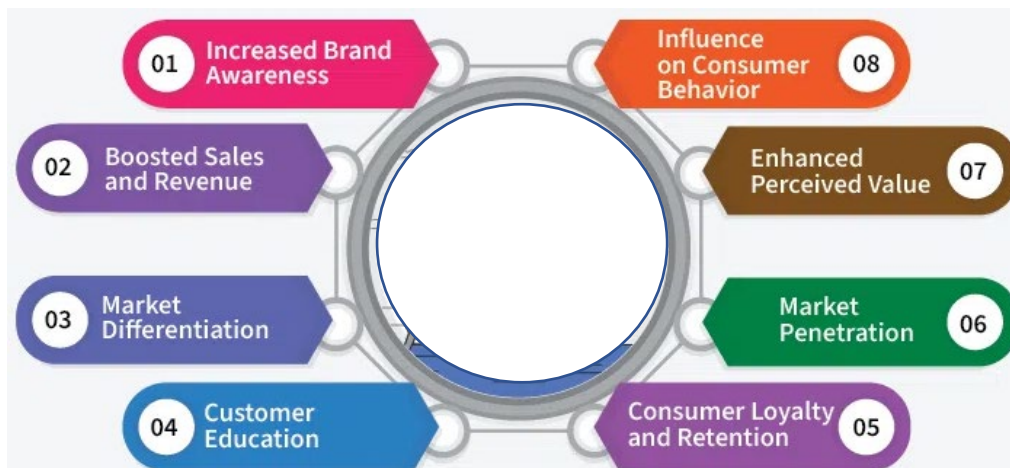 01
Increased Brand
Awareness
02
Boosted Sales
and Revenue
03
Market
Differentiation
04
Customer
Education
Consumer Loyalty
and Retention
05
Market
Penetration
06
Enhanced
Perceived Value
07
Influence
on Consumer
Behavior
08